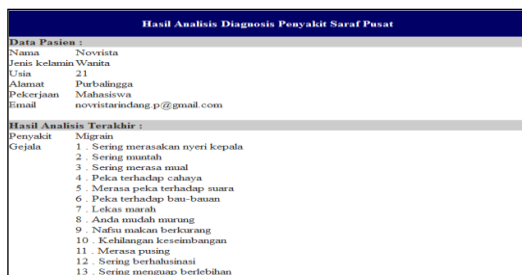 Hasil Analisis Diagnosis Penyakit Saraf Pusat
Data Pasien :
Nama Novrista
Jenis kelamin Wanita
Usia 21
Alamat Purbalingga
Pekerjaan Mahasiswa
Email novristarindang.p@gmail.com
Hasil Analisis Terakhir :
Penyakit Migrain
Gejala 1 . Sering merasakan nyeri kepala
2 . Sering muntah
3 . Sering merasa mual
4 . Peka terhadap cahaya
5 . Merasa peka terhadap suara
6 . Peka terhadap bau-bauan
7 . Lekas marah
8 . Anda mudah murung
9 . Nafsu makan berkurang
10 . Kehilangan keseimbangan
11 . Merasa pusing
12 . Sering berhalusinasi
13 . Sering menguap berlebihan